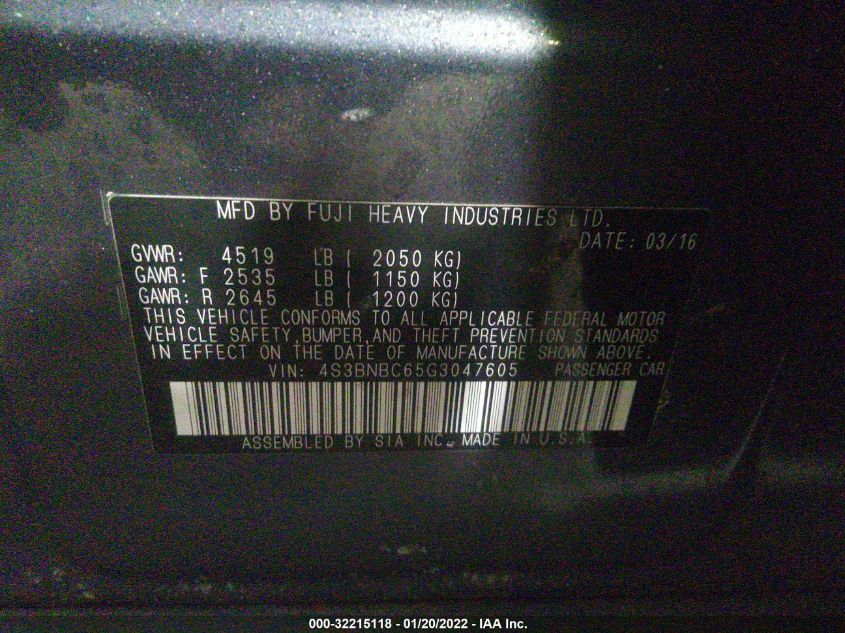 MFD BY FUJI HEAVY INDUSTRIES LTD.
DATE: 03/16
GVWR: 4519 LB ( 2050 KG)
GAWR: F 2535 LB ( 1150 KG)
GAWR: R 2645 LB ( 1200 KG)
THIS VEHICLE CONFORMS TO ALL APPLICABLE FEDERAL MOTOR
VEHICLE SAFETY, BUMPER, AND THEFT PREVENTION STANDARDS
IN EFFECT ON THE DATE OF MANUFACTURE SHOWN ABOVE.
VIN: 4S3BNBC65G3047605 PASSENGER CAR
ASSEMBLED BY SIA INC. MADE IN U.S.A.
000-32215118 - 01/20/2022 - IAA Inc.